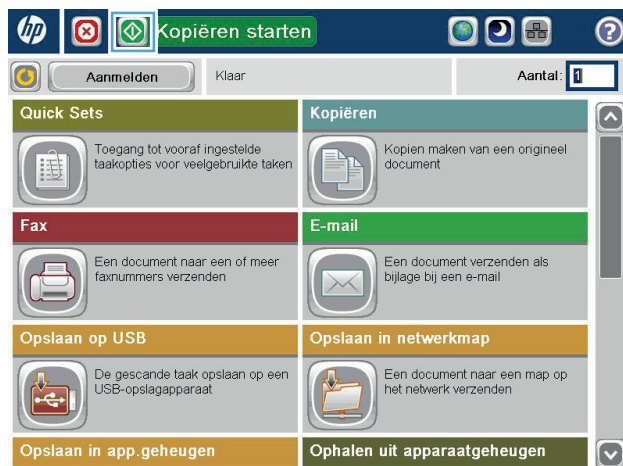 hp
Kopiëren starten
?
Aanmelden
Klaar
Aantal: 1
Quick Sets
Toegang tot vooraf ingestelde
taakopties voor veelgebruikte taken
Kopiëren
Kopien maken van een origineel
document
Fax
Een document naar een of meer
faxnummers verzenden
E-mail
Een document verzenden als
bijlage bij een e-mail
Opslaan op USB
De gescande taak opslaan op een
USB-opslagapparaat
Opslaan in netwerkmap
Een document naar een map op
het netwerk verzenden
Opslaan in app.geheugen
Ophalen uit apparaatgeheugen